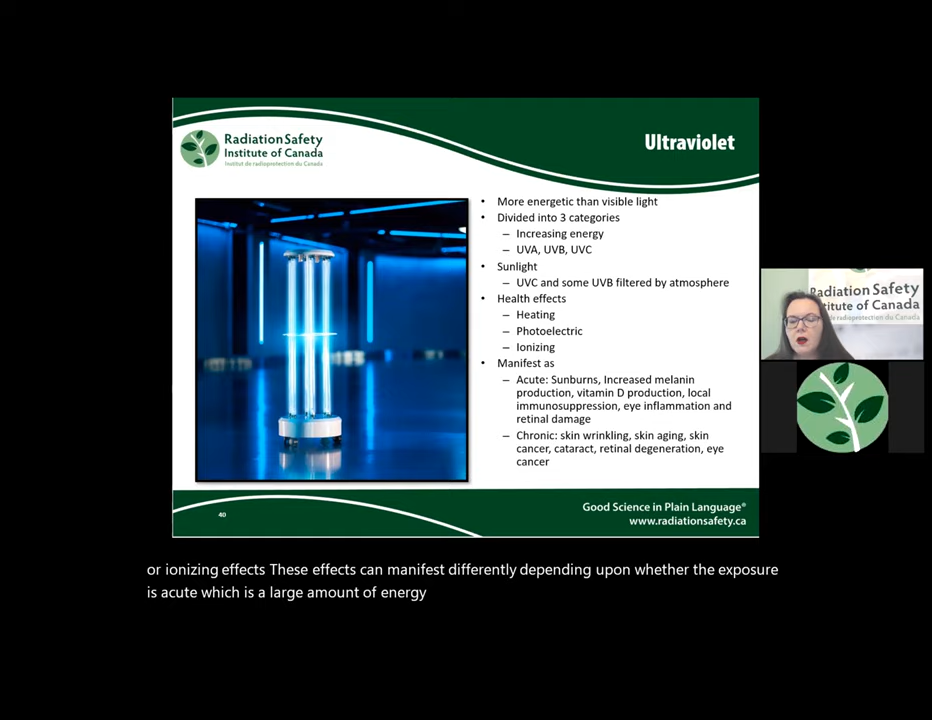 Radiation Safety
Institute of Canada
Institut de radioprotection du Canada
Ultraviolet
• More energetic than visible light
• Divided into 3 categories
– Increasing energy
– UVA, UVB, UVC
• Sunlight
– UVC and some UVB filtered by atmosphere
• Health effects
– Heating
– Photoelectric
– Ionizing
• Manifest as
– Acute: Sunburns, Increased melanin
production, vitamin D production, local
immunosuppression, eye inflammation and
retinal damage
– Chronic: skin wrinkling, skin aging, skin
cancer, cataract, retinal degeneration, eye
cancer
40
Good Science in Plain Language®
www.radiationsafety.ca
Radiation Safety
titute of Canada
de radioprotection du Canada
or ionizing effects These effects can manifest differently depending upon whether the exposure
is acute which is a large amount of energy